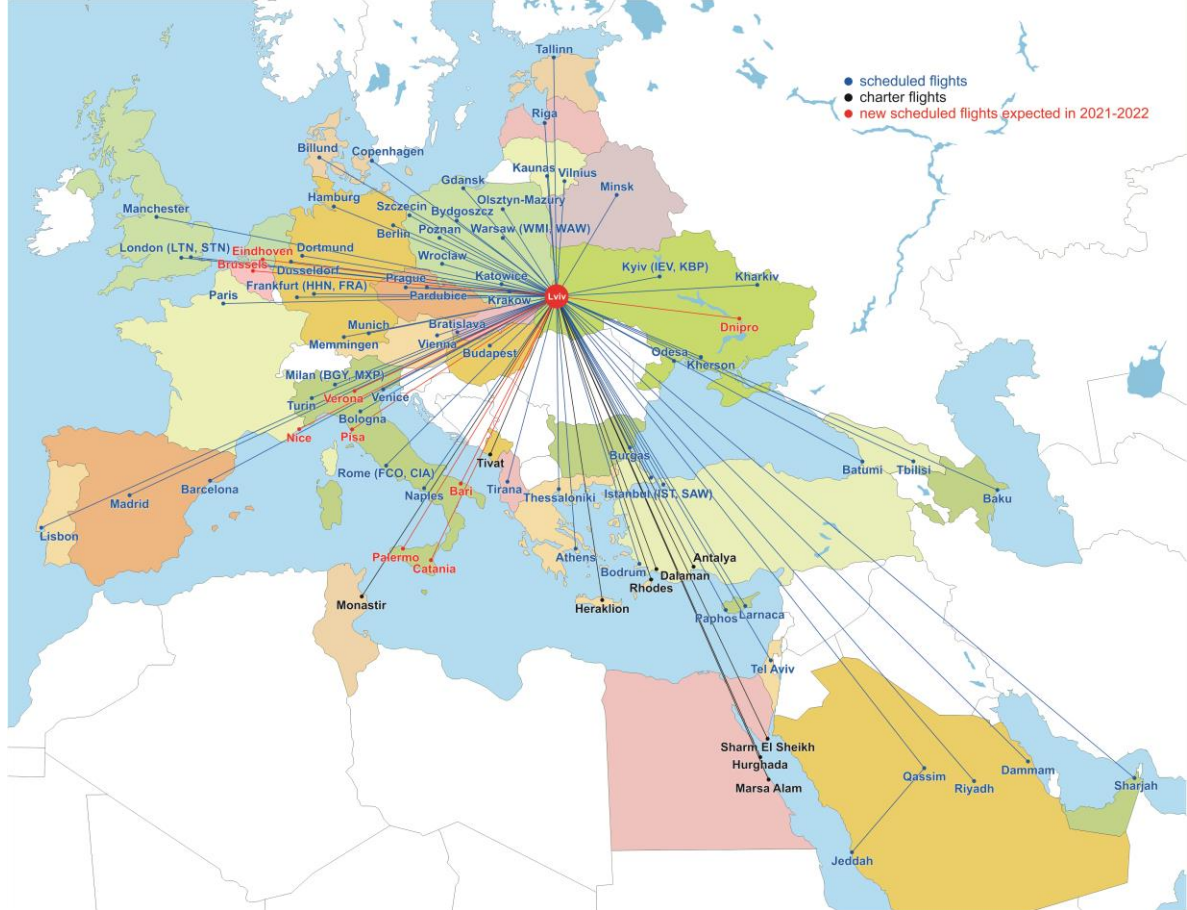 Tallinn
scheduled flights
charter flights
new scheduled flights expected in 2021-2022
Riga
Billund
Copenhagen
Kaunas
Vilnius
Gdansk
Minsk
Hamburg
Olsztyn-Mazury
Szczecin
Manchester
Bydgoszcz
Berlin
Poznan
Warsaw (WMI, WAW)
London (LTN, STN)
Eindhoven
Dortmund
Brussels
Dusseldorf
Wroclaw
Kyiv (IEV, KBP)
Kharkiv
Katowice
Prague
Frankfurt (HHN, FRA)
Pardubice
Krakow
Lviv
Paris
Dnipro
Munich
Bratislava
Memmingen
Vienna
Budapest
Odesa
Kherson
Milan (BGY, MXP)
Verona
Venice
Turin
Bologna
Nice
Pisa
Burgas
Tivat
Rome (FCO, CIA)
Batumi
Tbilisi
Barcelona
Madrid
Naples
Bari
Tirana
Thessaloniki
Istanbul (IST, SAW)
Baku
Lisbon
Palermo
Catania
Athens
Antalya
Bodrum
Dalaman
Rhodes
Monastir
Heraklion
Paphos
Larnaca
Tel Aviv
Sharm El Sheikh
Hurghada
Marsa Alam
Qassim
Riyadh
Dammam
Sharjah
Jeddah